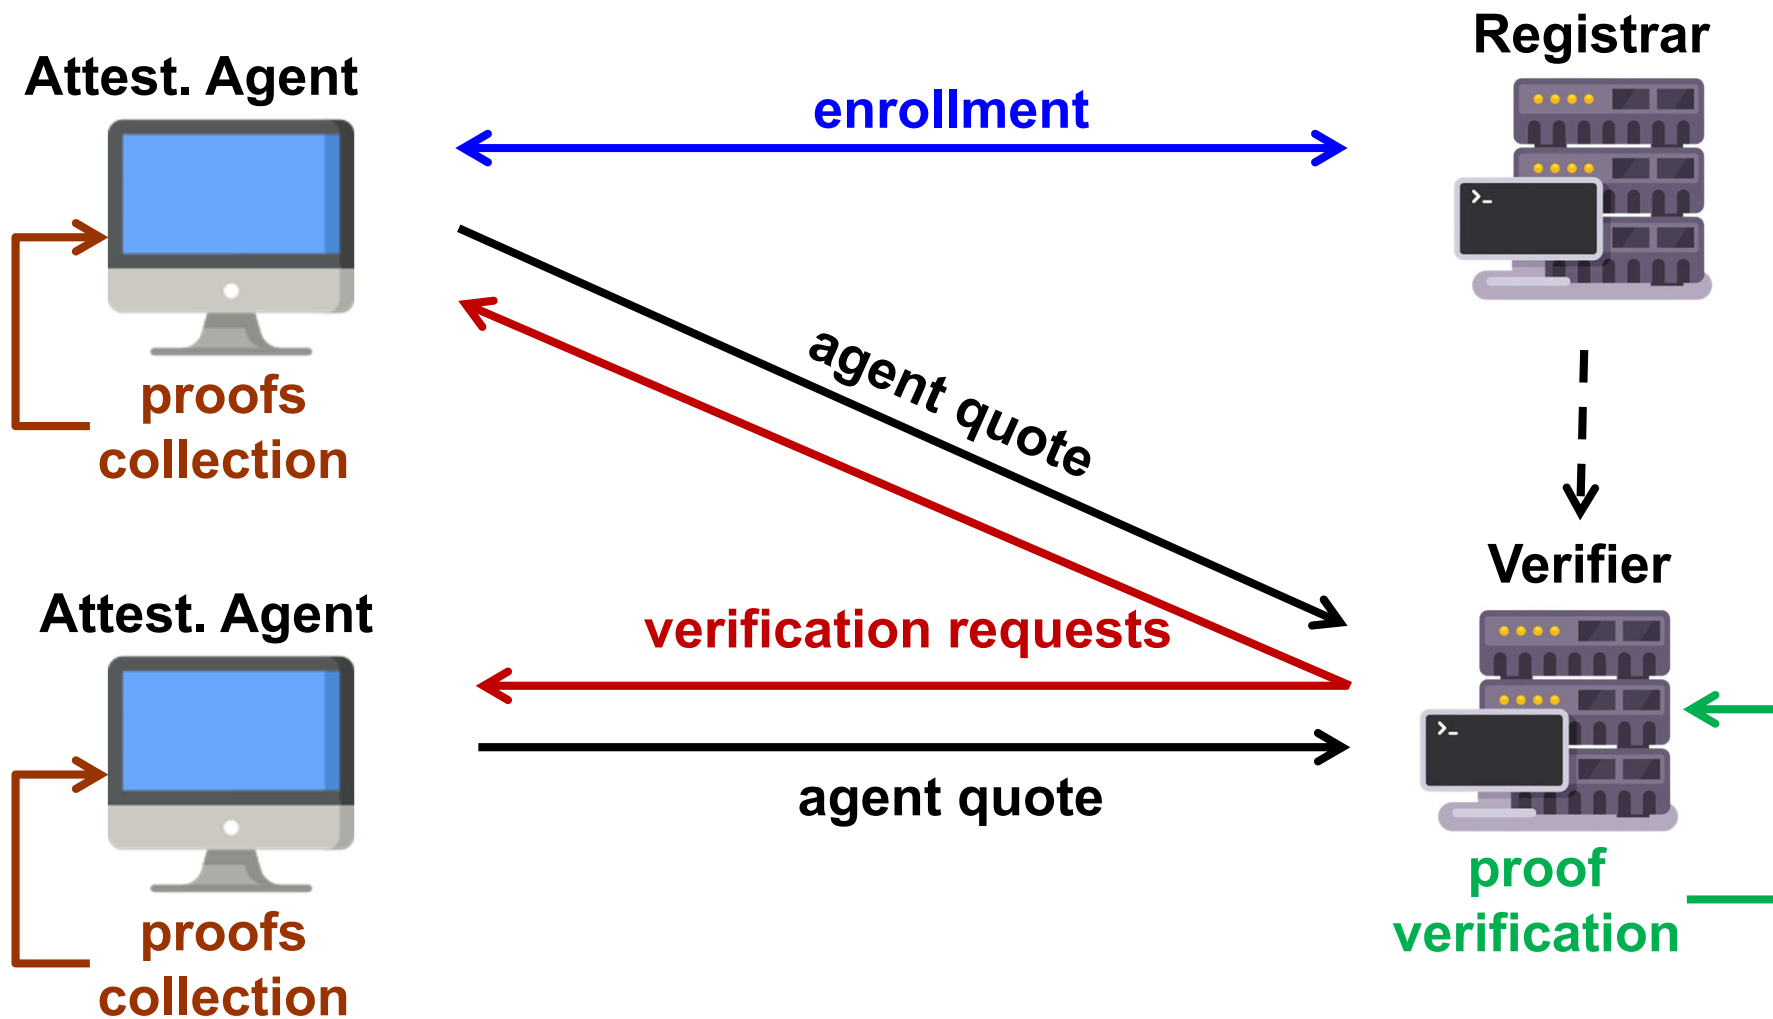 Registrar
Attest. Agent
enrollment
>_
agent quote
proofs
collection
Verifier
Attest. Agent
verification requests
>_
agent quote
proof
verification
proofs
collection